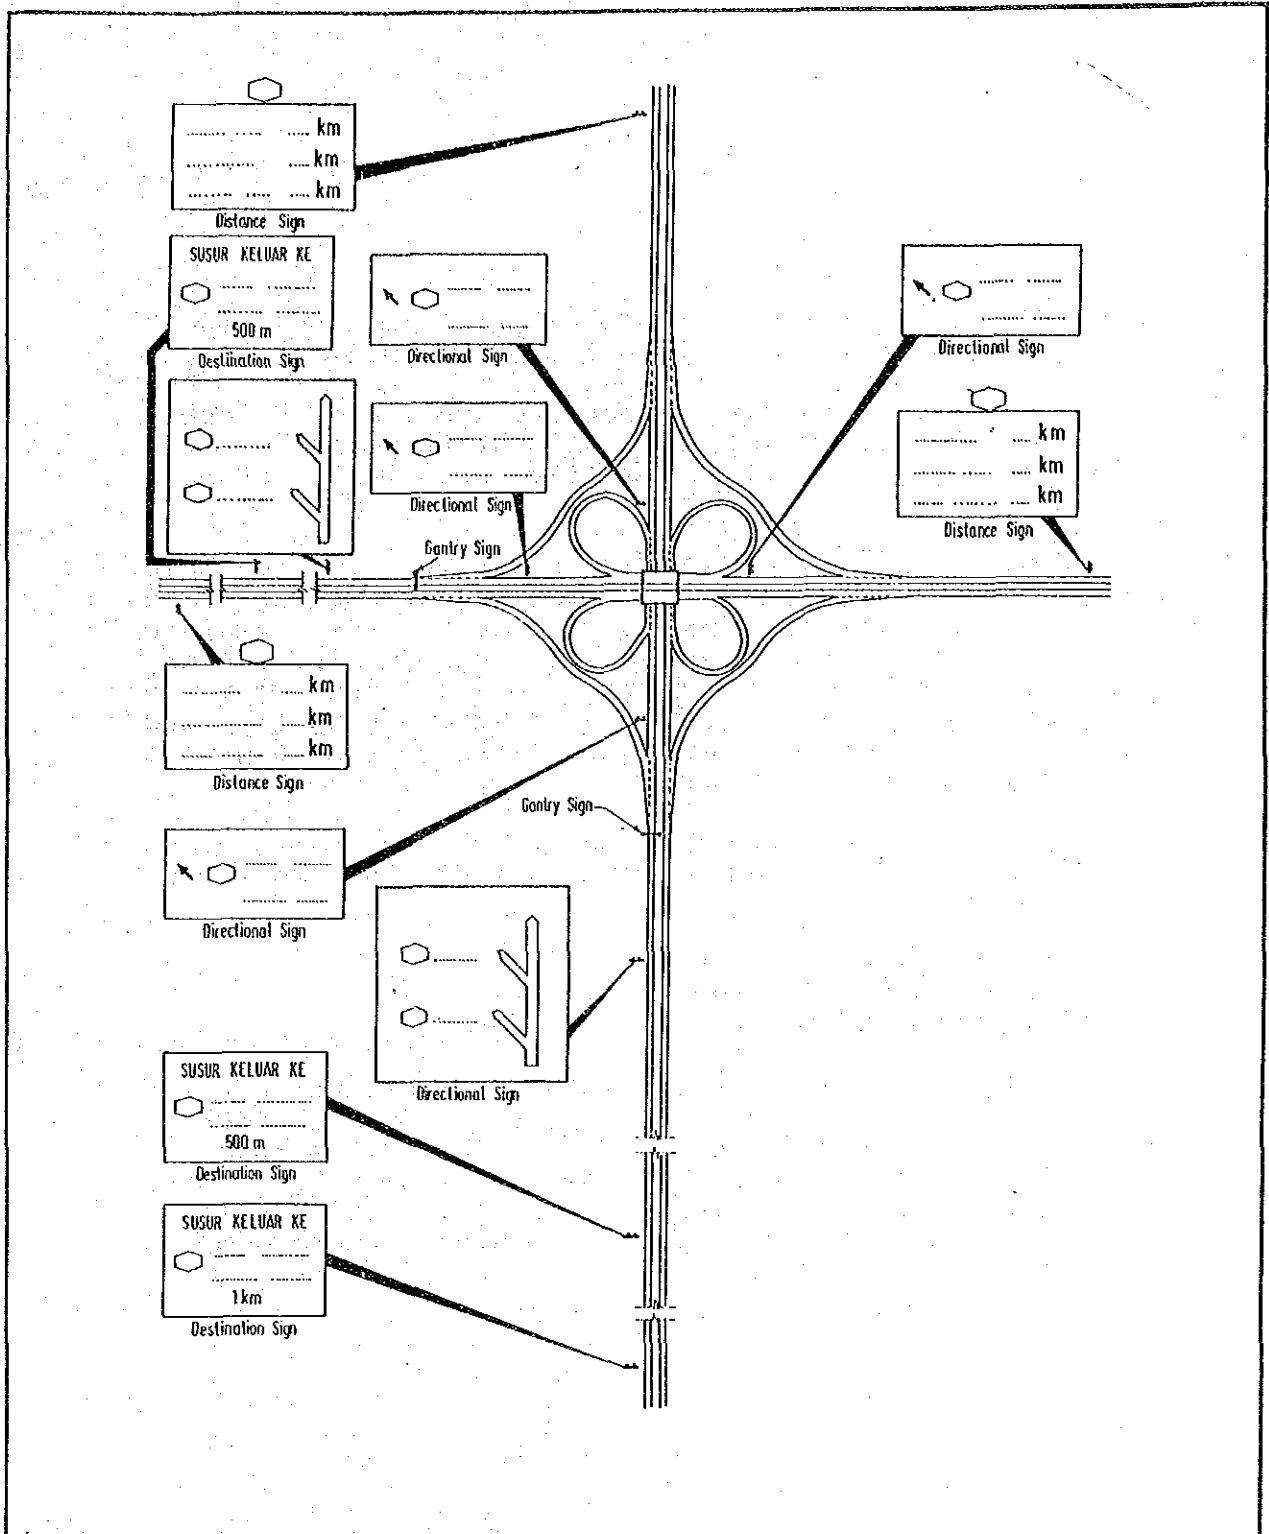 km
km
km
Distance Sign
SUSUR KELUAR KE
500 m
Destination Sign
Directional Sign
Directional Sign
Directional Sign
km
km
km
Distance Sign
Gantry Sign
km
km
km
Distance Sign
Gantry Sign
Directional Sign
Directional Sign
SUSUR KELUAR KE
500 m
Destination Sign
SUSUR KELUAR KE
1 km
Destination Sign